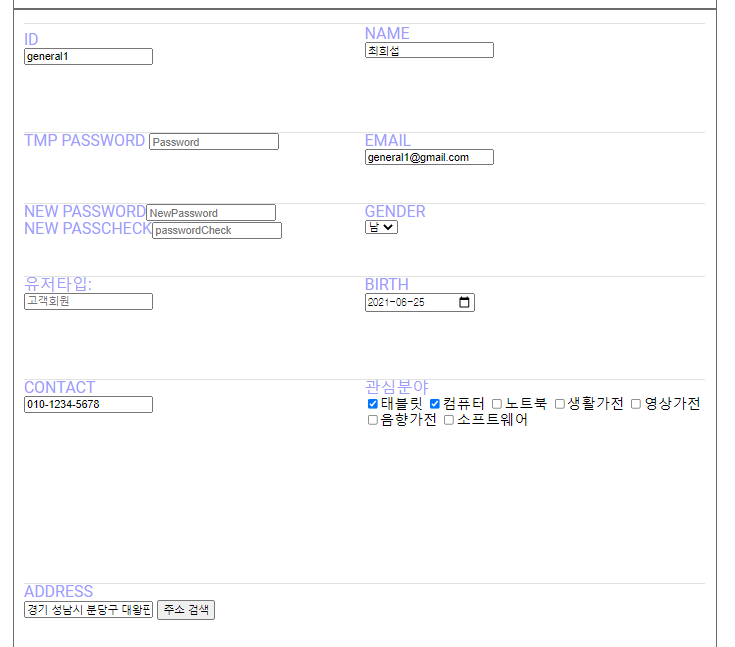 ID
general1
NAME
최희섭
TMP PASSWORD Password
EMAIL
general1@gmail.com
NEW PASSWORD NewPassword
NEW PASSCHECK passwordCheck
GENDER
남
유저타입:
고객회원
BIRTH
2021-06-25
CONTACT
010-1234-5678
관심분야
태블릿 컴퓨터 노트북 생활가전 영상가전
음향가전 소프트웨어
ADDRESS
경기 성남시 분당구 대왕판 주소 검색